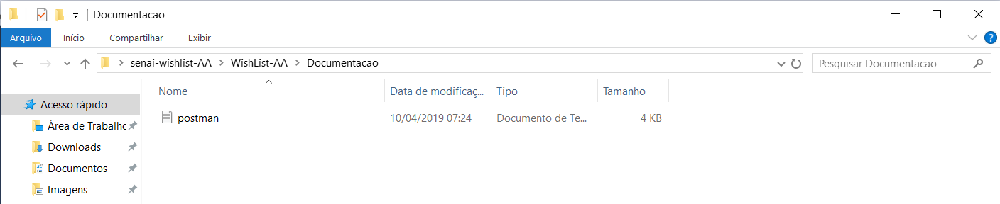 Documentacao
Arquivo Início Compartilhar Exibir
senai-wishlist-AA WishList-AA Documentacao Pesquisar Documentacao
Nome Data de modificaç... Tipo Tamanho
Acesso rápido
postman 10/04/2019 07:24 Documento de Te... 4 KB
Área de Trabalho
Downloads
Documentos
Imagens